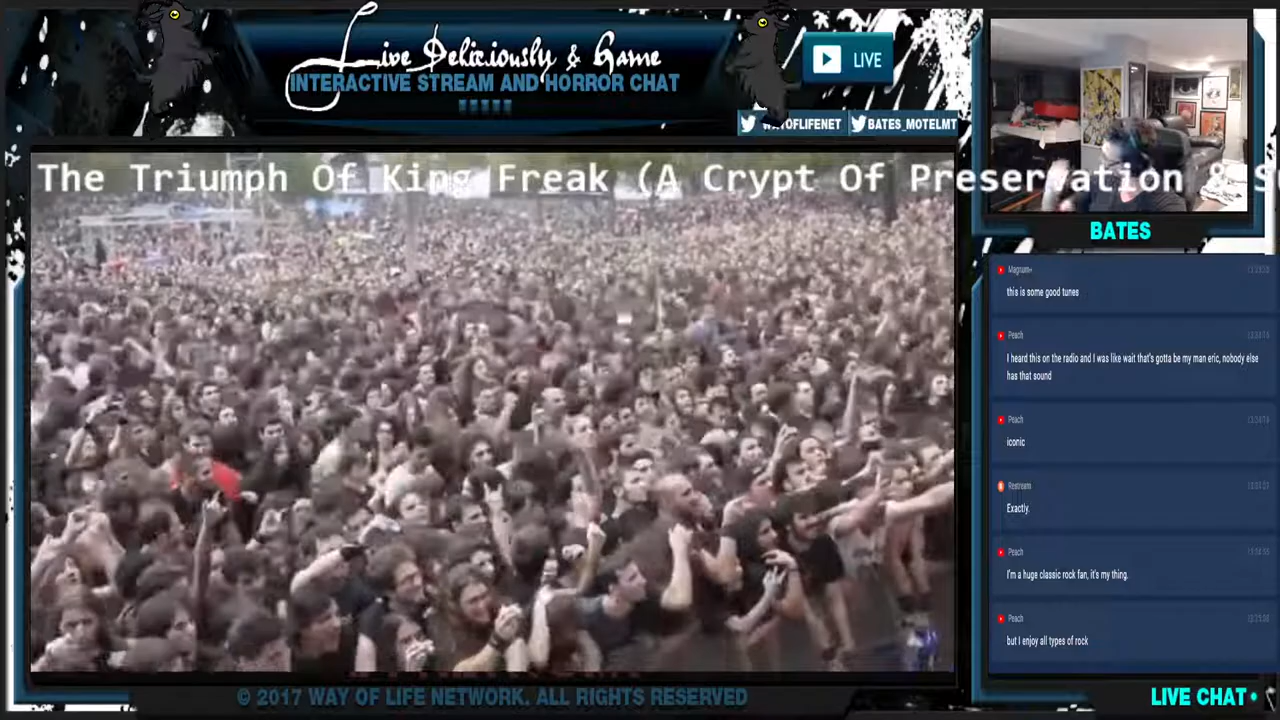 Live Deliciously & Game
INTERACTIVE STREAM AND HORROR CHAT
LIVE
WAYOFLIFENET
BATES_MOTELMT
The Triumph Of King Freak (A Crypt Of Preservation &
BATES
Magnum
this is some good tunes
Peach
I heard this on the radio and I was like wait that's gotta be my man eric, nobody else
has that sound
Peach
iconic
Restream
Exactly.
Peach
I'm a huge classic rock fan, it's my thing.
Peach
but I enjoy all types of rock
© 2017 WAY OF LIFE NETWORK. ALL RIGHTS RESERVED
LIVE CHAT